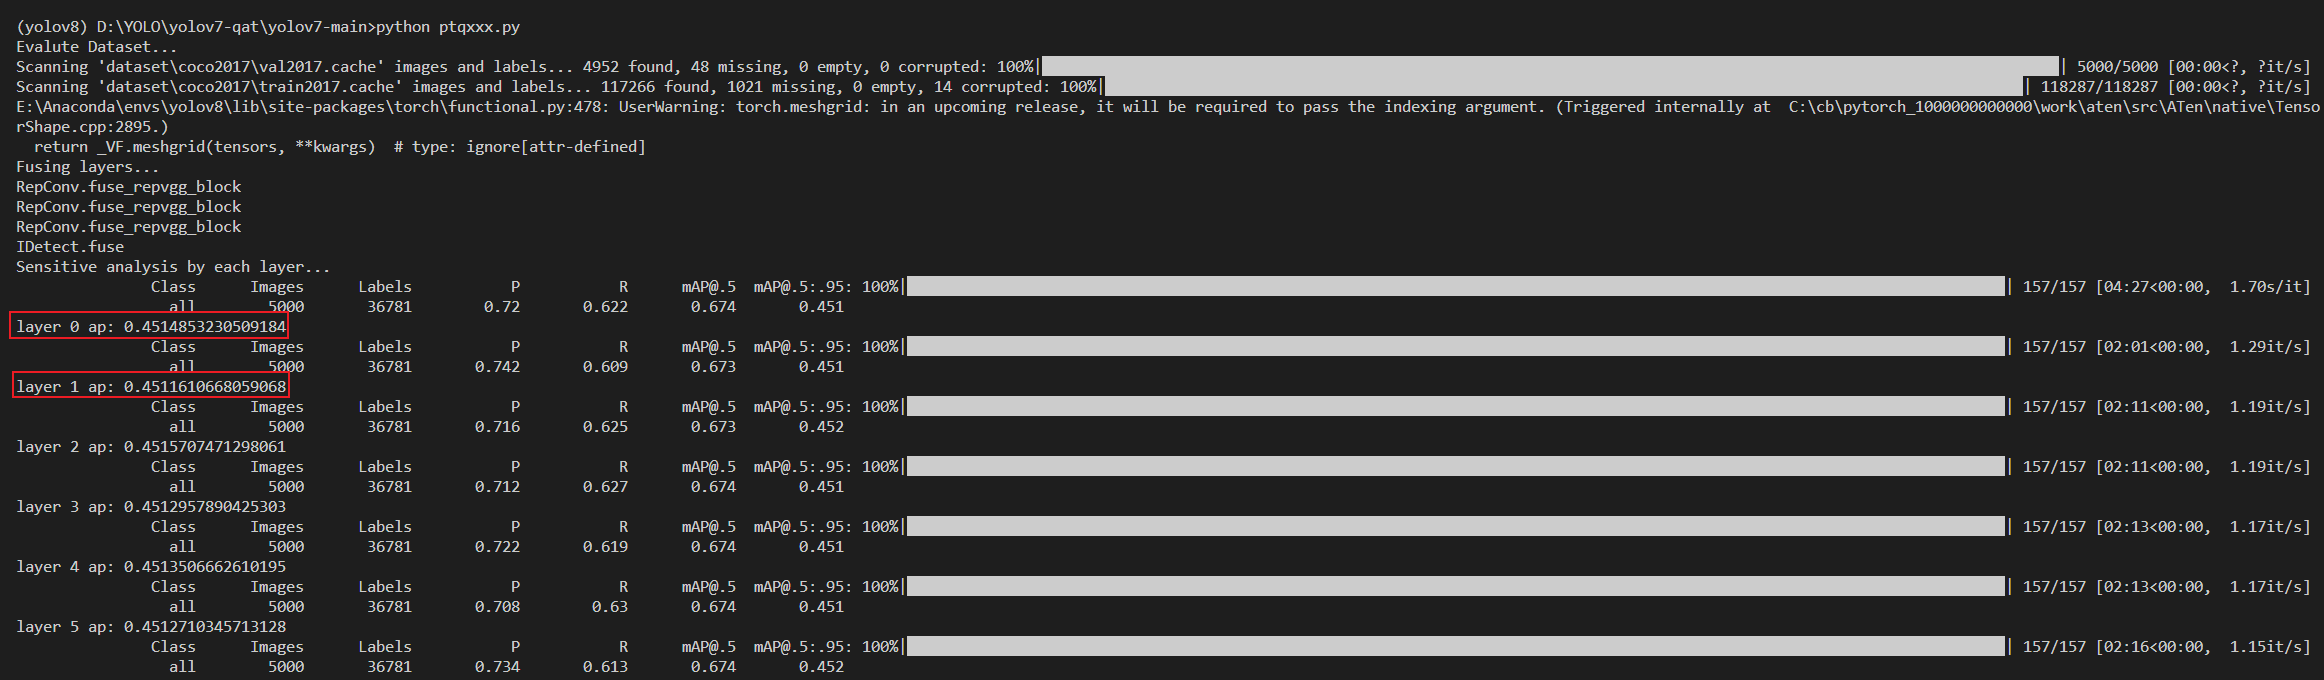 (yolov8) D:\YOLO\yolov7-qat\yolov7-main>python ptqxxx.py
Evalute Dataset...
Scanning 'dataset\coco2017\val2017.cache' images and labels... 4952 found, 48 missing, 0 empty, 0 corrupted: 100%| | 5000/5000 [00:00<?, ?it/s]
Scanning 'dataset\coco2017\train2017.cache' images and labels... 117266 found, 1021 missing, 0 empty, 14 corrupted: 100%| | 118287/118287 [00:00<?, ?it/s]
E:\Anaconda\envs\yolov8\lib\site-packages\torch\functional.py:478: UserWarning: torch.meshgrid: in an upcoming release, it will be required to pass the indexing argument. (Triggered internally at  C:\cb\pytorch_1000000000000\work\aten\src\ATen\native\Tenso
rShape.cpp:2895.)
  return _VF.meshgrid(tensors, **kwargs)  # type: ignore[attr-defined]
Fusing layers...
RepConv.fuse_repvgg_block
RepConv.fuse_repvgg_block
RepConv.fuse_repvgg_block
IDetect.fuse
Sensitive analysis by each layer...
Class Images Labels P R mAP@.5 mAP@.5:.95: 100%| | 157/157 [04:27<00:00, 1.70s/it]
all 5000 36781 0.72 0.622 0.674 0.451
layer 0 ap: 0.4514853230509184
Class Images Labels P R mAP@.5 mAP@.5:.95: 100%| | 157/157 [02:01<00:00, 1.29it/s]
all 5000 36781 0.742 0.609 0.673 0.451
layer 1 ap: 0.4511610668059068
Class Images Labels P R mAP@.5 mAP@.5:.95: 100%| | 157/157 [02:11<00:00, 1.19it/s]
all 5000 36781 0.716 0.625 0.673 0.452
layer 2 ap: 0.4515707471298061
Class Images Labels P R mAP@.5 mAP@.5:.95: 100%| | 157/157 [02:11<00:00, 1.19it/s]
all 5000 36781 0.712 0.627 0.674 0.451
layer 3 ap: 0.4512957890425303
Class Images Labels P R mAP@.5 mAP@.5:.95: 100%| | 157/157 [02:13<00:00, 1.17it/s]
all 5000 36781 0.722 0.619 0.674 0.451
layer 4 ap: 0.4513506662610195
Class Images Labels P R mAP@.5 mAP@.5:.95: 100%| | 157/157 [02:13<00:00, 1.17it/s]
all 5000 36781 0.708 0.63 0.674 0.451
layer 5 ap: 0.4512710345713128
Class Images Labels P R mAP@.5 mAP@.5:.95: 100%| | 157/157 [02:16<00:00, 1.15it/s]
all 5000 36781 0.734 0.613 0.674 0.452